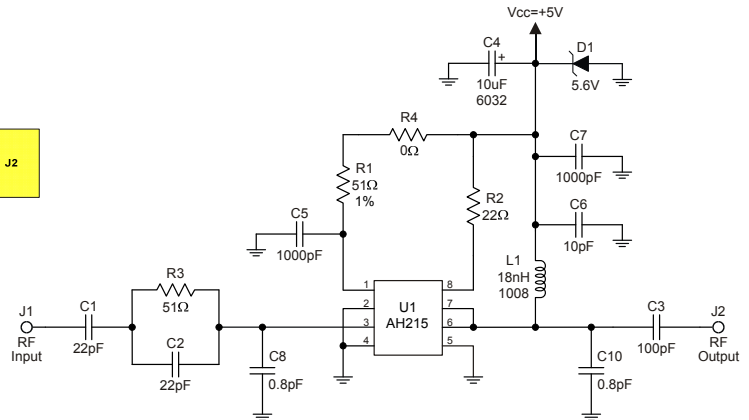 Vcc=+5V
C4
+
10uF
6032
D1
5.6V
J2
R4
0Ω
R1
51Ω
1%
C7
1000pF
R2
22Ω
C5
1000pF
C6
10pF
L1
18nH
1008
R3
51Ω
1
2
3
4
U1
AH215
8
7
6
5
J1
RF
Input
C1
22pF
C2
22pF
C8
0.8pF
C3
100pF
J2
RF
Output
C10
0.8pF